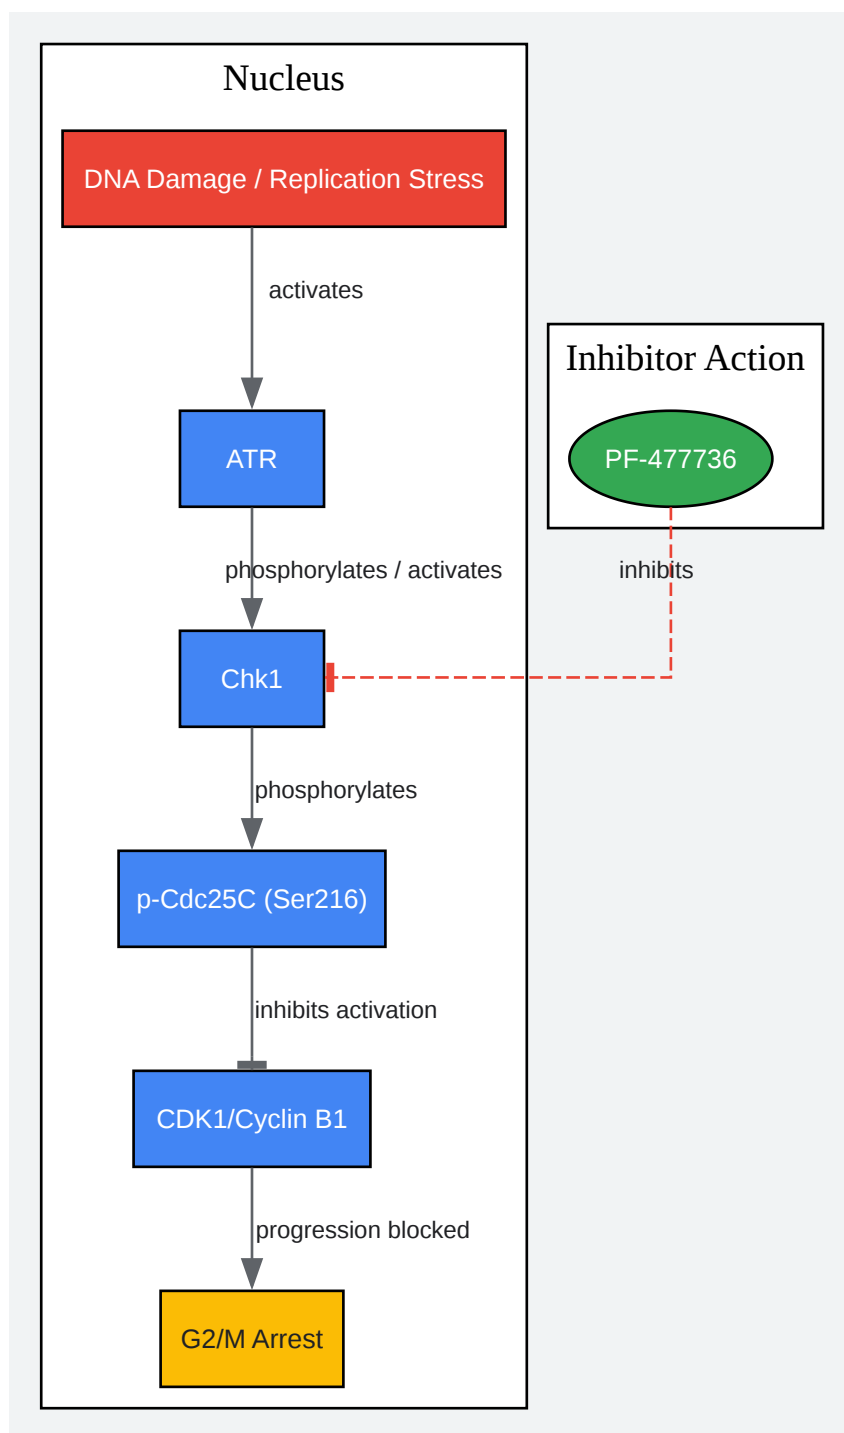 Nucleus
DNA Damage / Replication Stress
activates
Inhibitor Action
ATR
PF-477736
phosphorylates / activates
inhibits
Chk1
phosphorylates
p-Cdc25C (Ser216)
inhibits activation
CDK1/Cyclin B1
progression blocked
G2/M Arrest